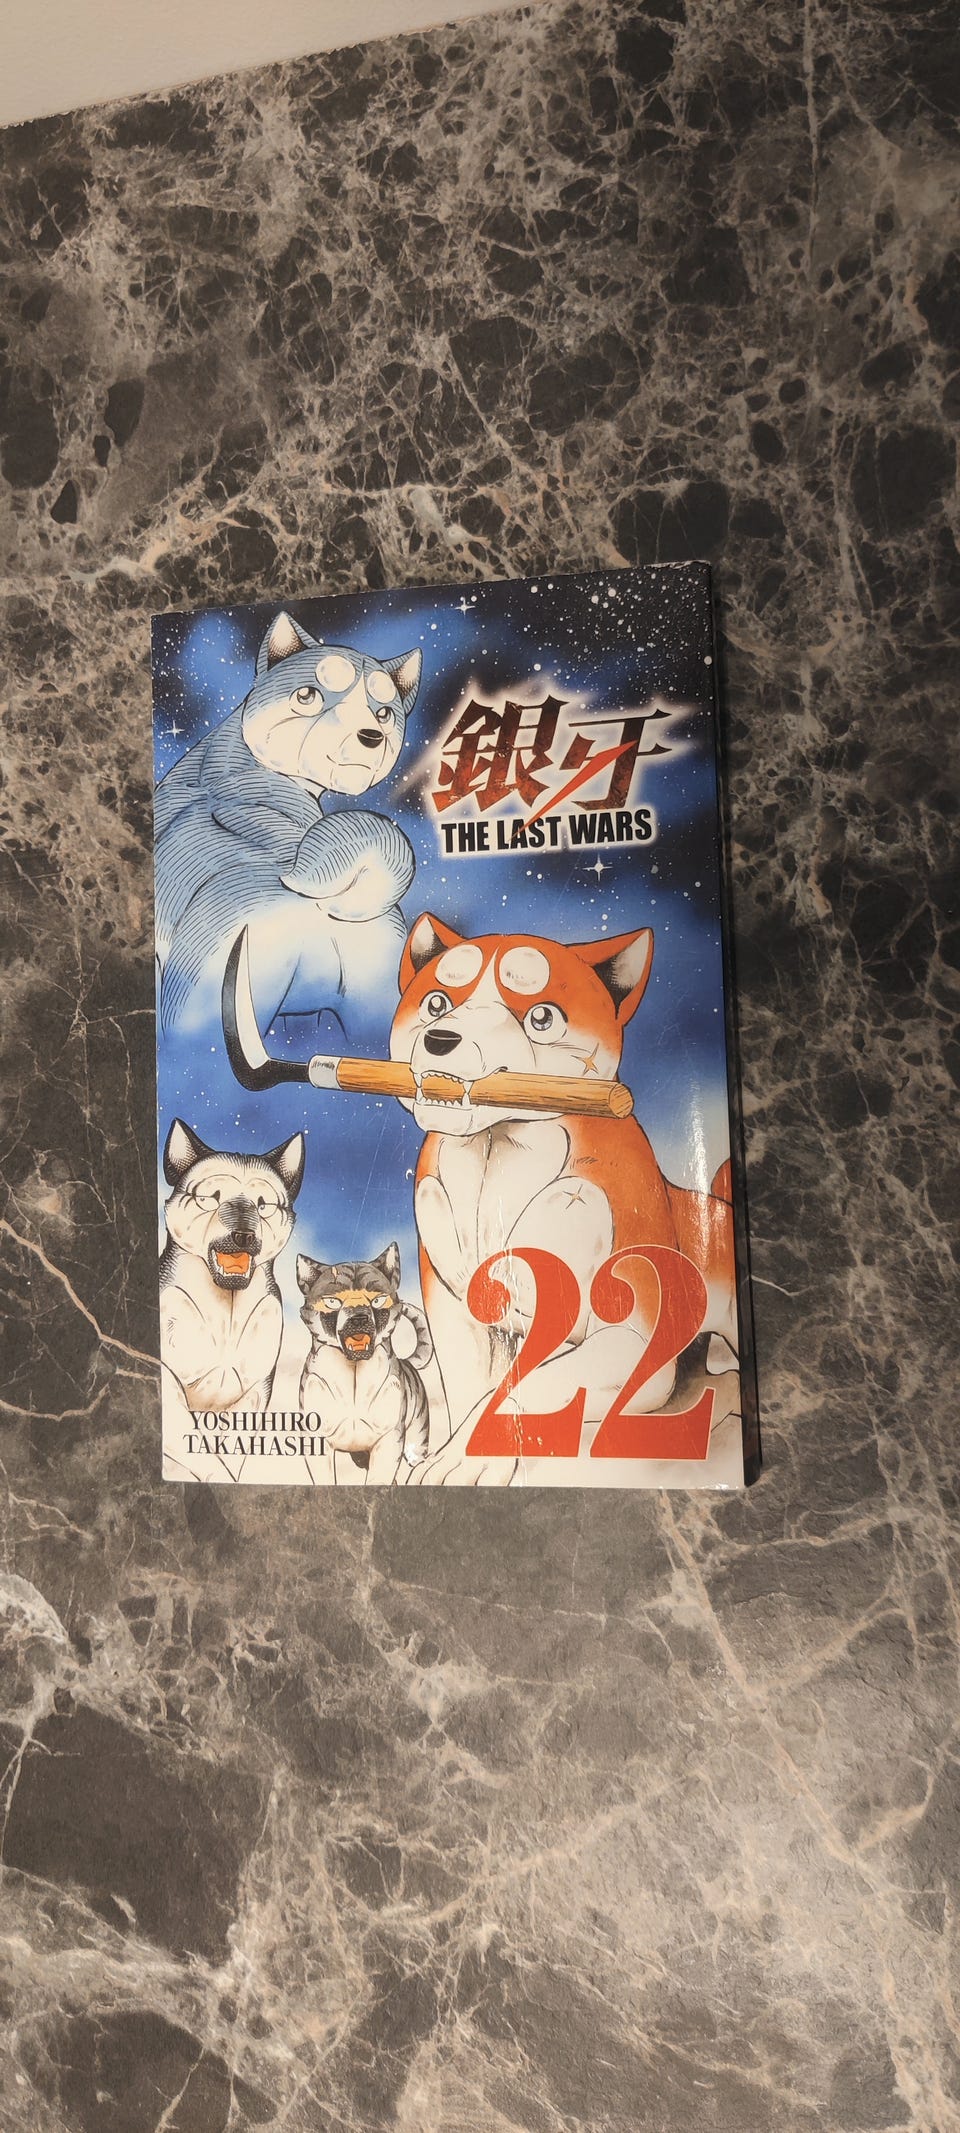 銀牙
THE LAST WARS
22
YOSHIHIRO
TAKAHASHI